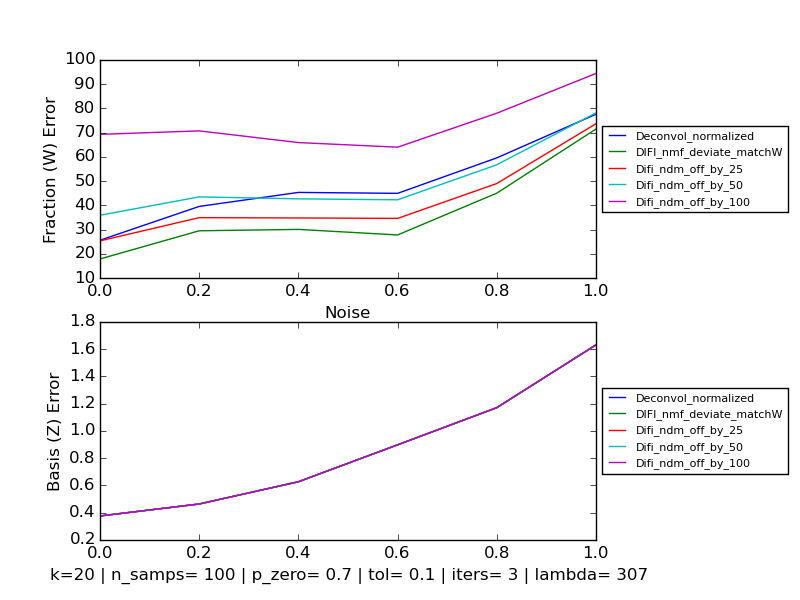 100
90
80
70
60
50
40
30
20
10
Fraction (W) Error
0.0 0.2 0.4 0.6 0.8 1.0
Noise
Deconvol_normalized
DIFI_nmf_deviate_matchW
Difi_ndm_off_by_25
Difi_ndm_off_by_50
Difi_ndm_off_by_100
1.8
1.6
1.4
1.2
1.0
0.8
0.6
0.4
0.2
Basis (Z) Error
0.0 0.2 0.4 0.6 0.8 1.0
Deconvol_normalized
DIFI_nmf_deviate_matchW
Difi_ndm_off_by_25
Difi_ndm_off_by_50
Difi_ndm_off_by_100
k=20 | n_samps= 100 | p_zero= 0.7 | tol= 0.1 | iters= 3 | lambda= 307